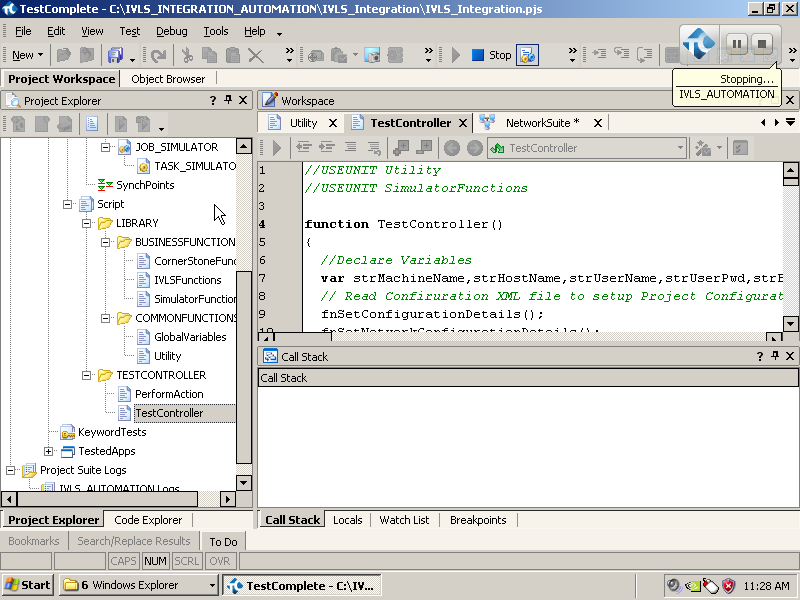 TestComplete - C:\IVLS_INTEGRATION_AUTOMATION\IVLS_Integration\IVLS_Integration.pjs
File Edit View Test Debug Tools Help
New Stop
Stopping...
IVLS_AUTOMATION
Project Workspace Object Browser
Project Explorer ?
Workspace
Utility TestController NetworkSuite *
TestController
JOB_SIMULATOR
TASK_SIMULATO
SynchPoints
Script
LIBRARY
BUSINESSFUNCTION
CornerStoneFunc
IVLSFunctions
SimulatorFunction
COMMONFUNCTIONS
GlobalVariables
Utility
TESTCONTROLLER
PerformAction
TestController
KeywordTests
TestedApps
Project Suite Logs
IVLS_AUTOMATION Logs
1 //USEUNIT Utility
2 //USEUNIT SimulatorFunctions
3
4 function TestController()
5 {
6 //Declare Variables
7 var strMachineName,strHostName,strUserName,strUserPwd,strE
8 // Read Confiruration XML file to setup Project Configurat
9 fnSetConfigurationDetails();
10 fnSetNetworkConfigurationDetails();
Call Stack ?
Call Stack
Project Explorer Code Explorer
Call Stack Locals Watch List Breakpoints
Bookmarks Search/Replace Results To Do
CAPS NUM SCRL OVR
Start 6 Windows Explorer TestComplete - C:\IV... 11:28 AM